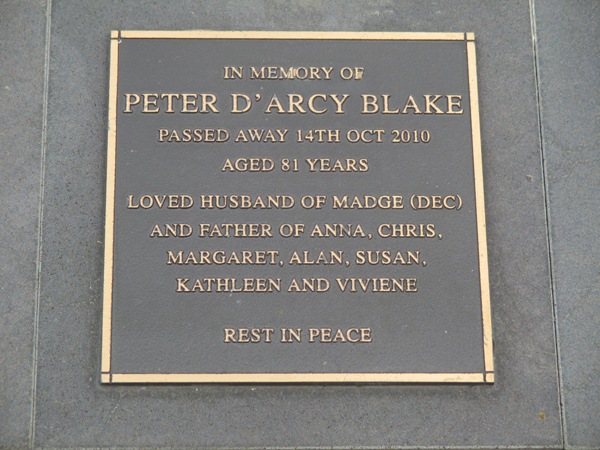 IN MEMORY OF
PETER D'ARCY BLAKE
PASSED AWAY 14TH OCT 2010
AGED 81 YEARS
LOVED HUSBAND OF MADGE (DEC)
AND FATHER OF ANNA, CHRIS,
MARGARET, ALAN, SUSAN,
KATHLEEN AND VIVIENE
REST IN PEACE